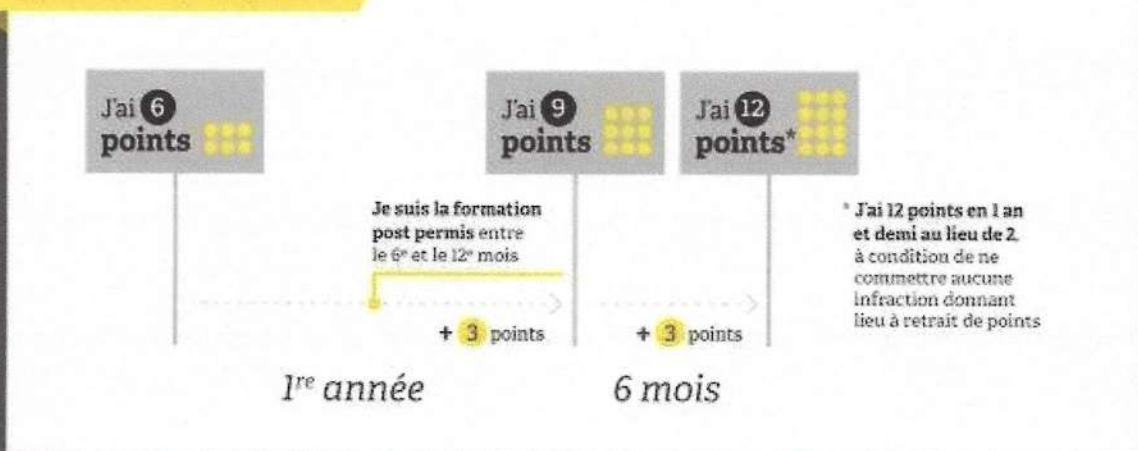 J'ai 6
points
J'ai 9
points
J'ai 12
points*
Je suis la formation
post permis entre
le 6e et le 12e mois
* J'ai 12 points en 1 an
et demi au lieu de 2,
à condition de ne
commettre aucune
infraction donnant
lieu à retrait de points
+ 3 points
+ 3 points
1re année
6 mois